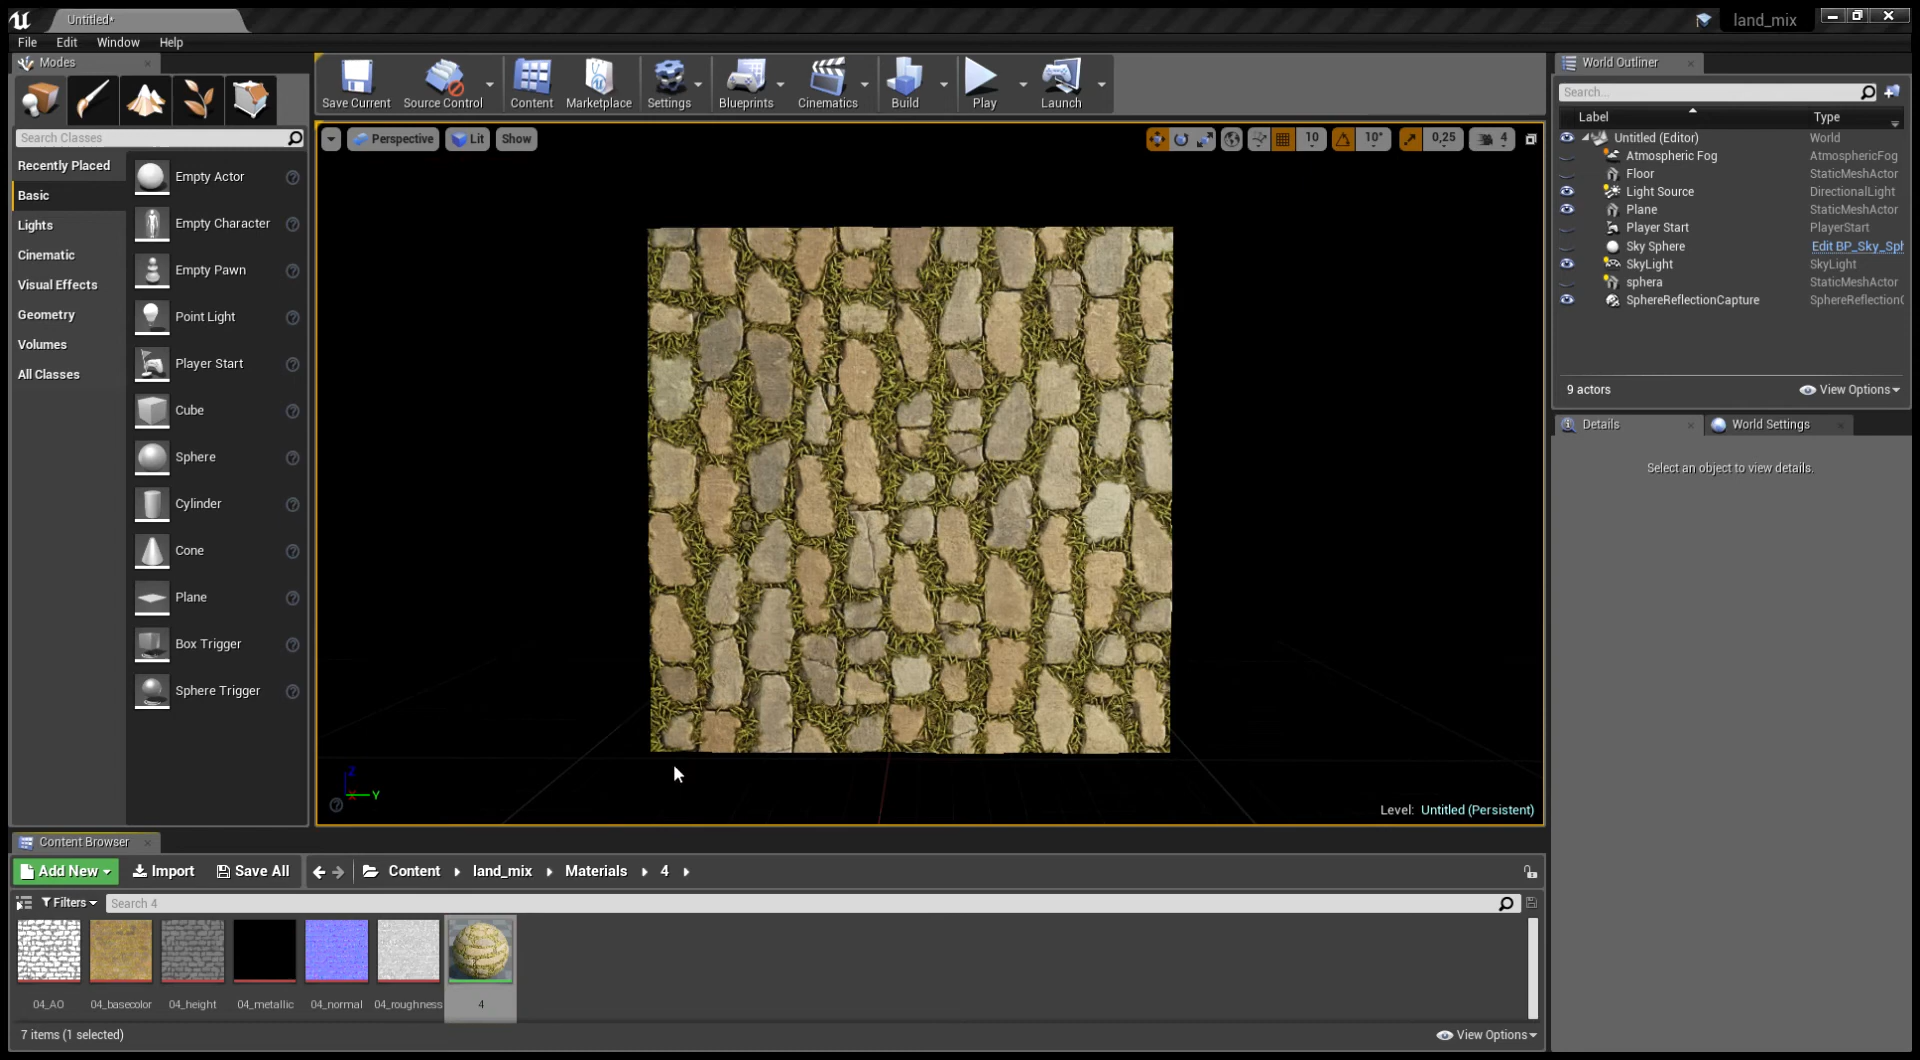 Untitled*
land_mix
File Edit Window Help
Modes
Search Classes
Recently Placed
Basic
Lights
Cinematic
Visual Effects
Geometry
Volumes
All Classes
Empty Actor
Empty Character
Empty Pawn
Point Light
Player Start
Cube
Sphere
Cylinder
Cone
Plane
Box Trigger
Sphere Trigger
Save Current Source Control Content Marketplace Settings Blueprints Cinematics Build Play Launch
Perspective Lit Show 10 10° 0,25 4
Z
X Y
Level: Untitled (Persistent)
World Outliner
Search...
Label Type
Untitled (Editor) World
Atmospheric Fog AtmosphericFog
Floor StaticMeshActor
Light Source DirectionalLight
Plane StaticMeshActor
Player Start PlayerStart
Sky Sphere Edit BP_Sky_Sph
SkyLight SkyLight
sphera StaticMeshActor
SphereReflectionCapture SphereReflectionC
9 actors View Options
Details World Settings
Select an object to view details.
Content Browser
Add New Import Save All Content land_mix Materials 4
Filters Search 4
04_AO 04_basecolor 04_height 04_metallic 04_normal 04_roughness 4
7 items (1 selected) View Options